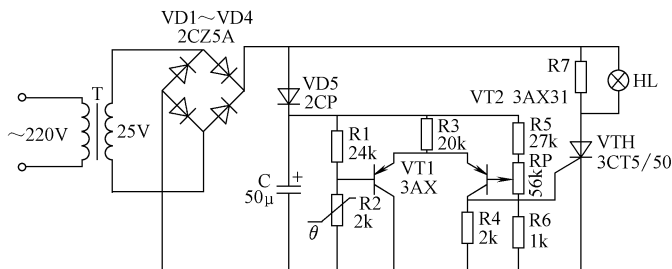 VD1～VD4
2CZ5A
T
～220V
25V
VD5
2CP
C
50μ
+
R1
24k
θ
R2
2k
R3
20k
VT1
3AX
VT2 3AX31
R4
2k
R5
27k
RP
56k
R6
1k
R7
HL
VTH
3CT5/50